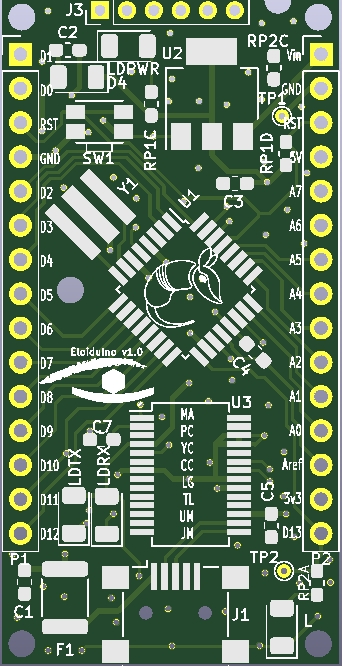 J3
C2
D1
LDPWR
U2
RP2C
Vin
D4
D0
GND
TP1
RST
RP1C
RST
SW1
RP1D
GND
5V
Y1
D2
C3
A7
U1
D3
A6
D4
A5
D5
A4
D6
A3
Eloiduino v1.0
D7
C4
A2
D8
A1
U3
MA
D9
C7
PC
A0
YC
D10
LDTX
LDRX
CC
Aref
LG
D11
TL
C5
3v3
UM
D12
JM
D13
P1
TP2
P2
C1
RP2A
J1
L
F1